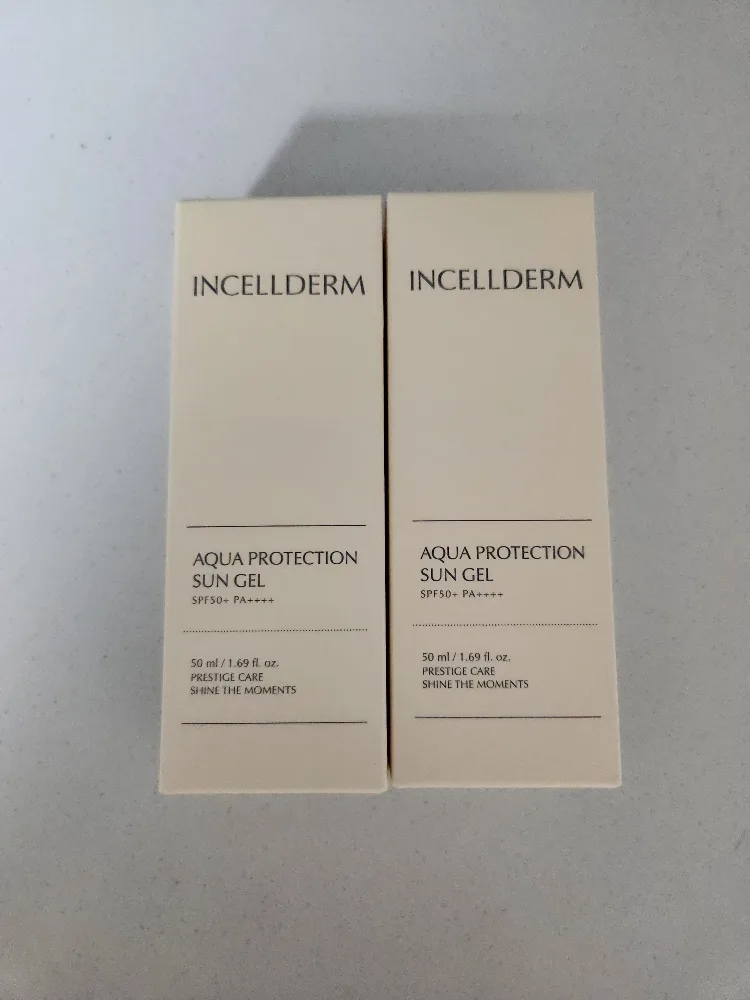 INCELLDERM
AQUA PROTECTION
SUN GEL
SPF50+ PA++++
50 ml / 1.69 fl. oz.
PRESTIGE CARE
SHINE THE MOMENTS
INCELLDERM
AQUA PROTECTION
SUN GEL
SPF50+ PA++++
50 ml / 1.69 fl. oz.
PRESTIGE CARE
SHINE THE MOMENTS